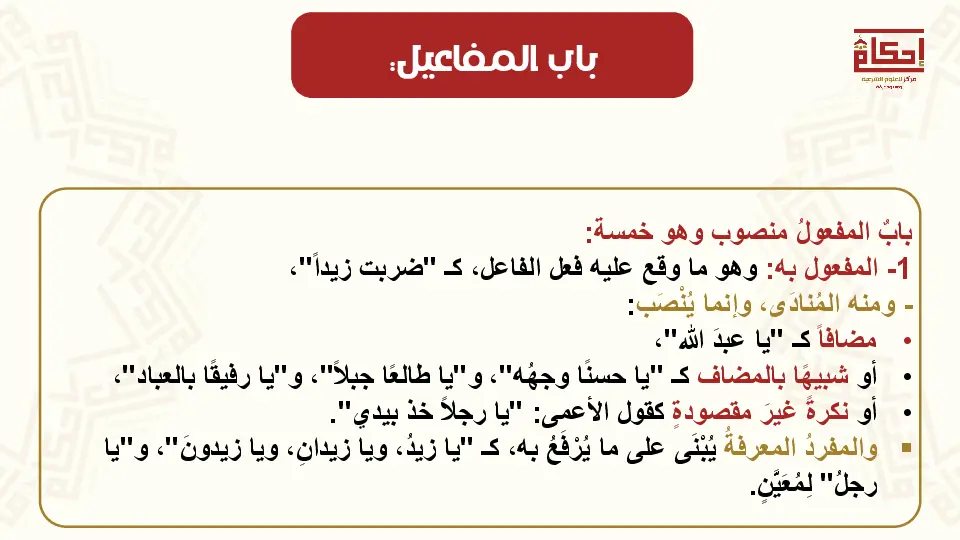 باب المفاعيل:
إحكام
مركز للعلوم الشرعية
بابٌ المفعولُ منصوب وهو خمسة:
1- المفعول به: وهو ما وقع عليه فعل الفاعل، كـ "ضربت زيداً"،
- ومنه المُنادَى، وإنما يُنْصَب:
• مضافاً كـ "يا عبدَ الله"،
• أو شبيهًا بالمضاف كـ "يا حسنًا وجهُه"، و"يا طالعًا جبلاً"، و"يا رفيقًا بالعباد"،
• أو نكرةً غيرَ مقصودةٍ كقول الأعمى: "يا رجلاً خذ بيدي".
▪ والمفردُ المعرفةُ يُبْنَى على ما يُرْفَعُ به، كـ "يا زيدُ، ويا زيدانِ، ويا زيدونَ"، و"يا
رجلُ" لِمُعَيَّنٍ.